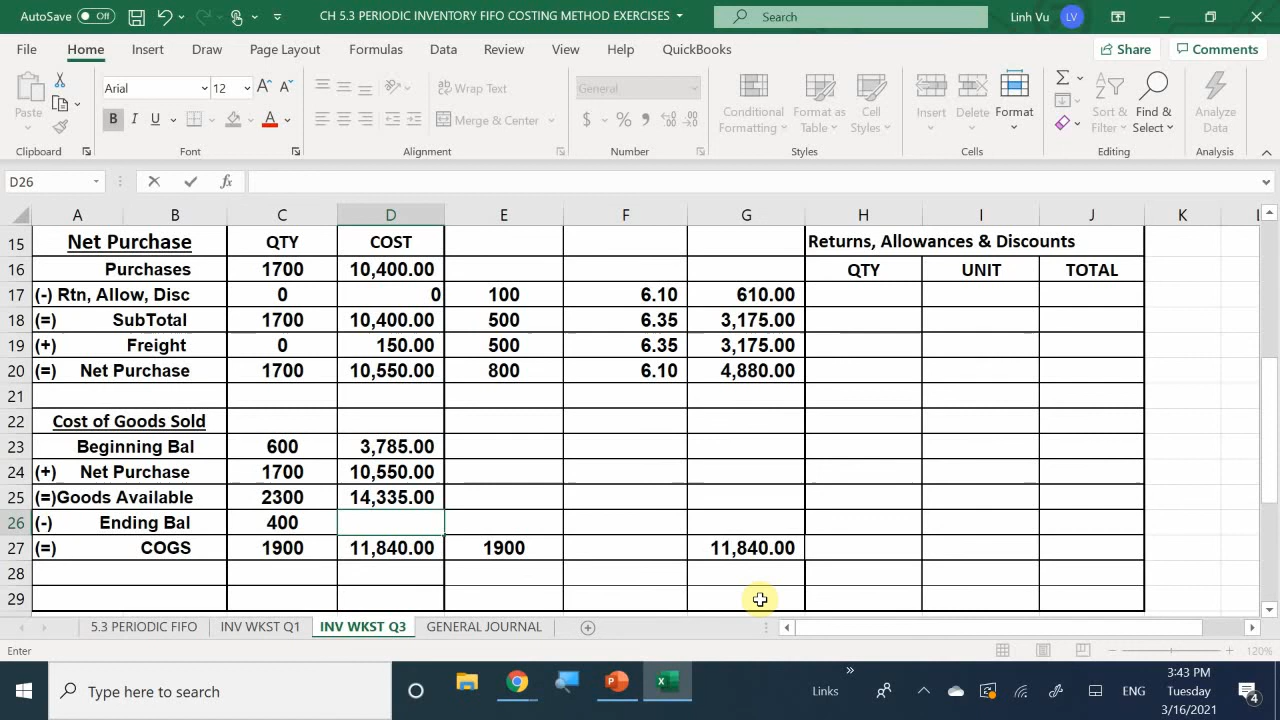 AutoSave Off CH 5.3 PERIODIC INVENTORY FIFO COSTING METHOD EXERCISES Search Linh Vu LV
File Home Insert Draw Page Layout Formulas Data Review View Help QuickBooks Share Comments
Paste Arial 12 A A Wrap Text General Conditional Formatting Format as Table Cell Styles Insert Delete Format Sort & Filter Find & Select Analyze Data
B I U A Merge & Center $ % 9
Clipboard Font Alignment Number Styles Cells Editing Analysis
D26 fx
A B C D E F G H I J K L
15 Net Purchase QTY COST Returns, Allowances & Discounts
16 Purchases 1700 10,400.00 QTY UNIT TOTAL
17 (-) Rtn, Allow, Disc 0 0 100 6.10 610.00
18 (=) SubTotal 1700 10,400.00 500 6.35 3,175.00
19 (+) Freight 0 150.00 500 6.35 3,175.00
20 (=) Net Purchase 1700 10,550.00 800 6.10 4,880.00
21
22 Cost of Goods Sold
23 Beginning Bal 600 3,785.00
24 (+) Net Purchase 1700 10,550.00
25 (=)Goods Available 2300 14,335.00
26 (-) Ending Bal 400
27 (=) COGS 1900 11,840.00 1900 11,840.00
28
29
5.3 PERIODIC FIFO INV WKST Q1 INV WKST Q3 GENERAL JOURNAL
Enter 120%
Type here to search Links ENG 3:43 PM
Tuesday
3/16/2021 4